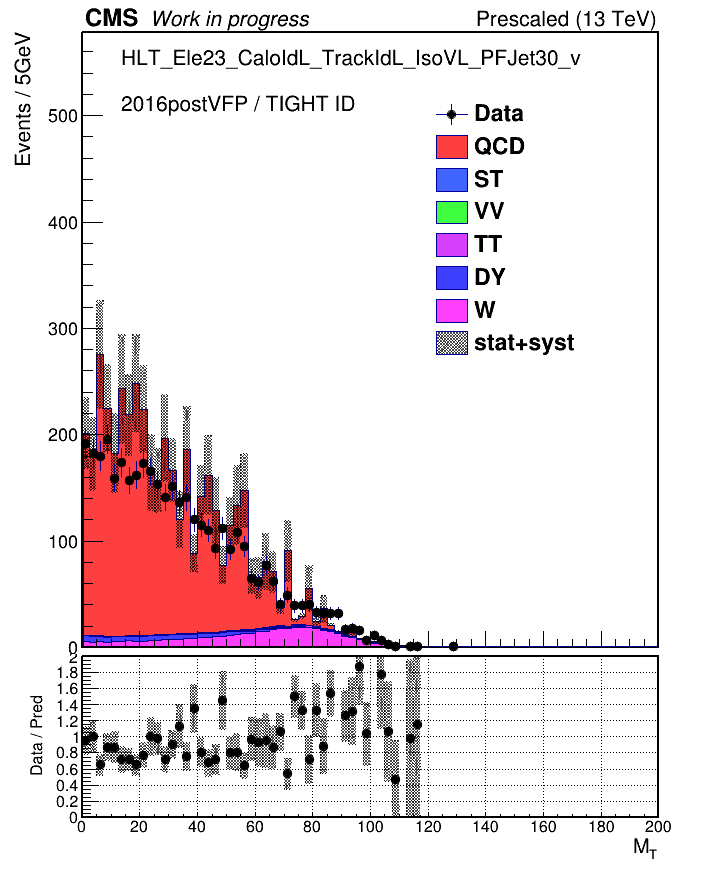 CMS Work in progress Prescaled (13 TeV)
HLT_Ele23_CaloIdL_TrackIdL_IsoVL_PFJet30_v
2016postVFP / TIGHT ID
Data
QCD
ST
VV
TT
DY
W
stat+syst
Events / 5GeV
500
400
300
200
100
0
Data / Pred
2
1.8
1.6
1.4
1.2
1
0.8
0.6
0.4
0.2
0
0 20 40 60 80 100 120 140 160 180 200
M_T